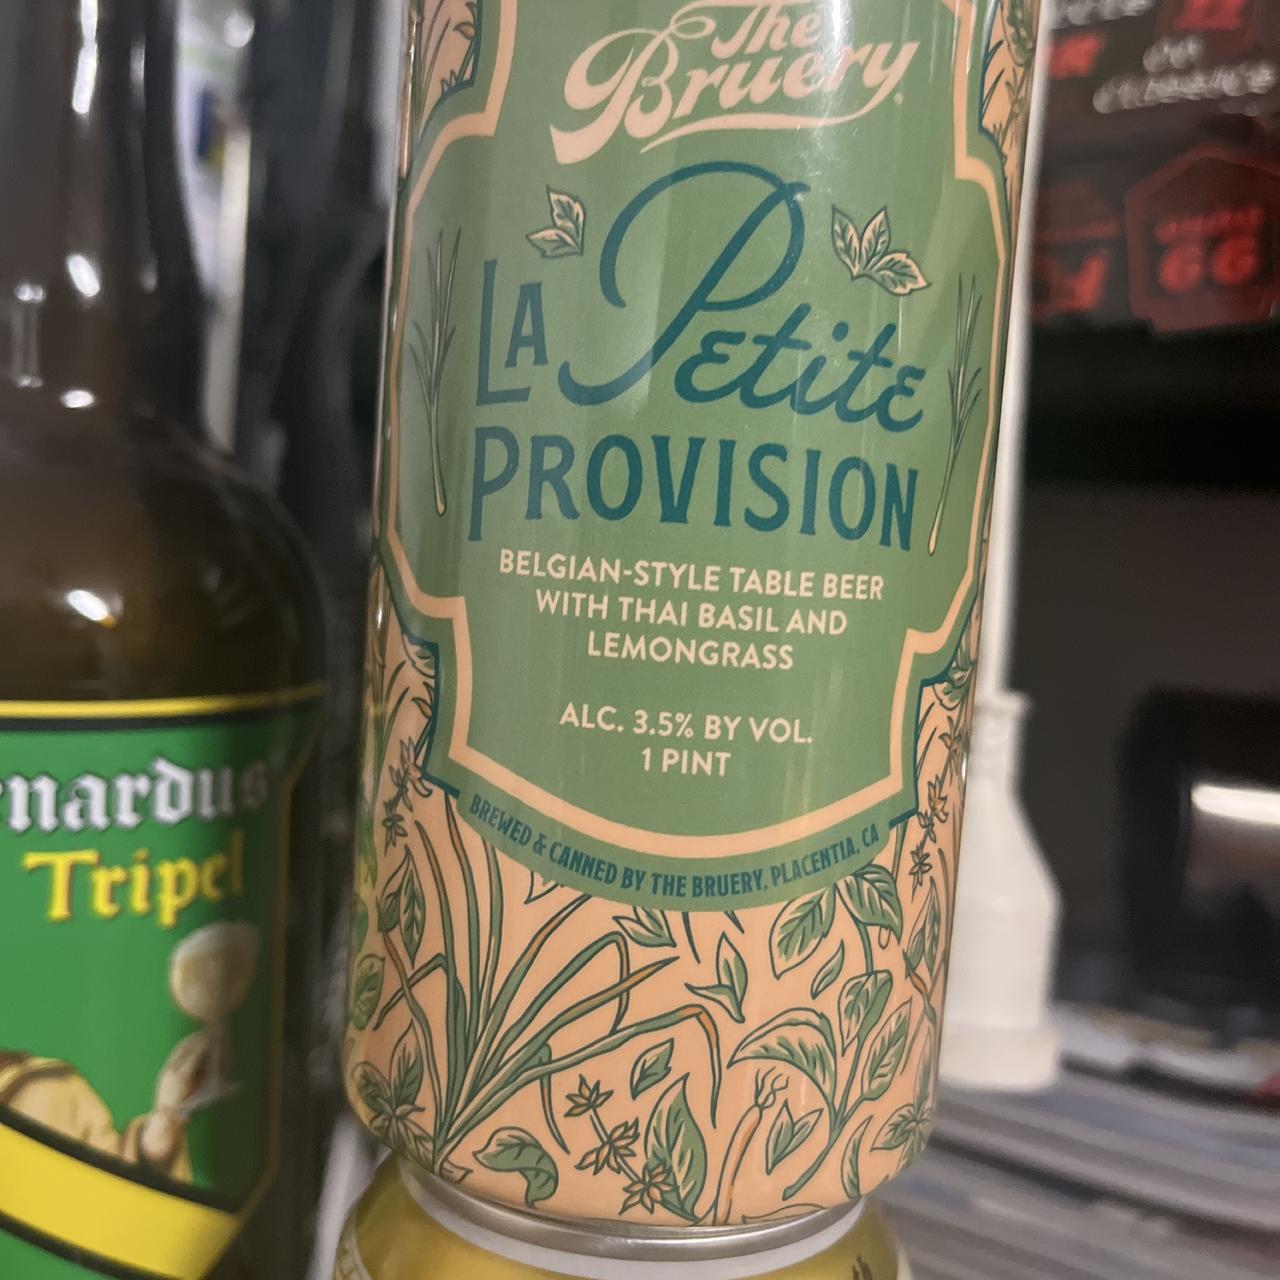 The
Bruery
LA Petite
PROVISION
BELGIAN-STYLE TABLE BEER
WITH THAI BASIL AND
LEMONGRASS
ALC. 3.5% BY VOL.
1 PINT
BREWED & CANNED BY THE BRUERY, PLACENTIA, CA
nardus
Tripel